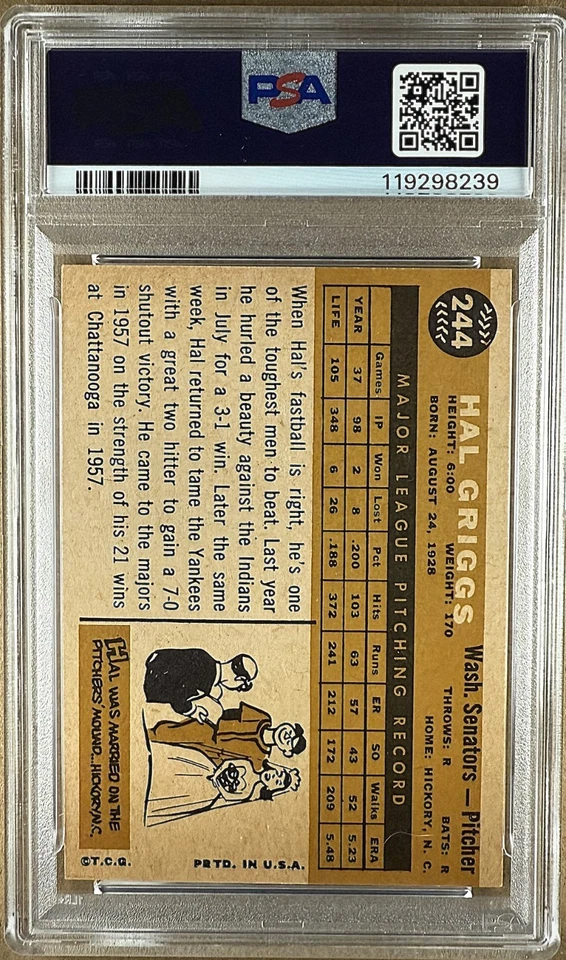 PSA
119298239
244
HAL GRIGGS Wash. Senators — Pitcher
HEIGHT: 6:00 WEIGHT: 170 THROWS: R BATS: R
BORN: AUGUST 24, 1928 HOME: HICKORY, N. C.
MAJOR LEAGUE PITCHING RECORD
Games IP Won Lost Pct Hits Runs ER SO Walks ERA
YEAR 37 98 2 8 .200 103 63 57 43 52 5.23
LIFE 105 348 6 26 .188 372 241 212 172 209 5.48
When Hal's fastball is right, he's one
of the toughest men to beat. Last year
he hurled a beauty against the Indians
in July for a 3-1 win. Later the same
week, Hal returned to tame the Yankees
with a great two hitter to gain a 7-0
shutout victory. He came to the majors
in 1957 on the strength of his 21 wins
at Chattanooga in 1957.
HAL WAS MARRIED ON THE
PITCHERS' MOUND...HICKORY,N.C.
©T.C.G. PRTD. IN U.S.A.